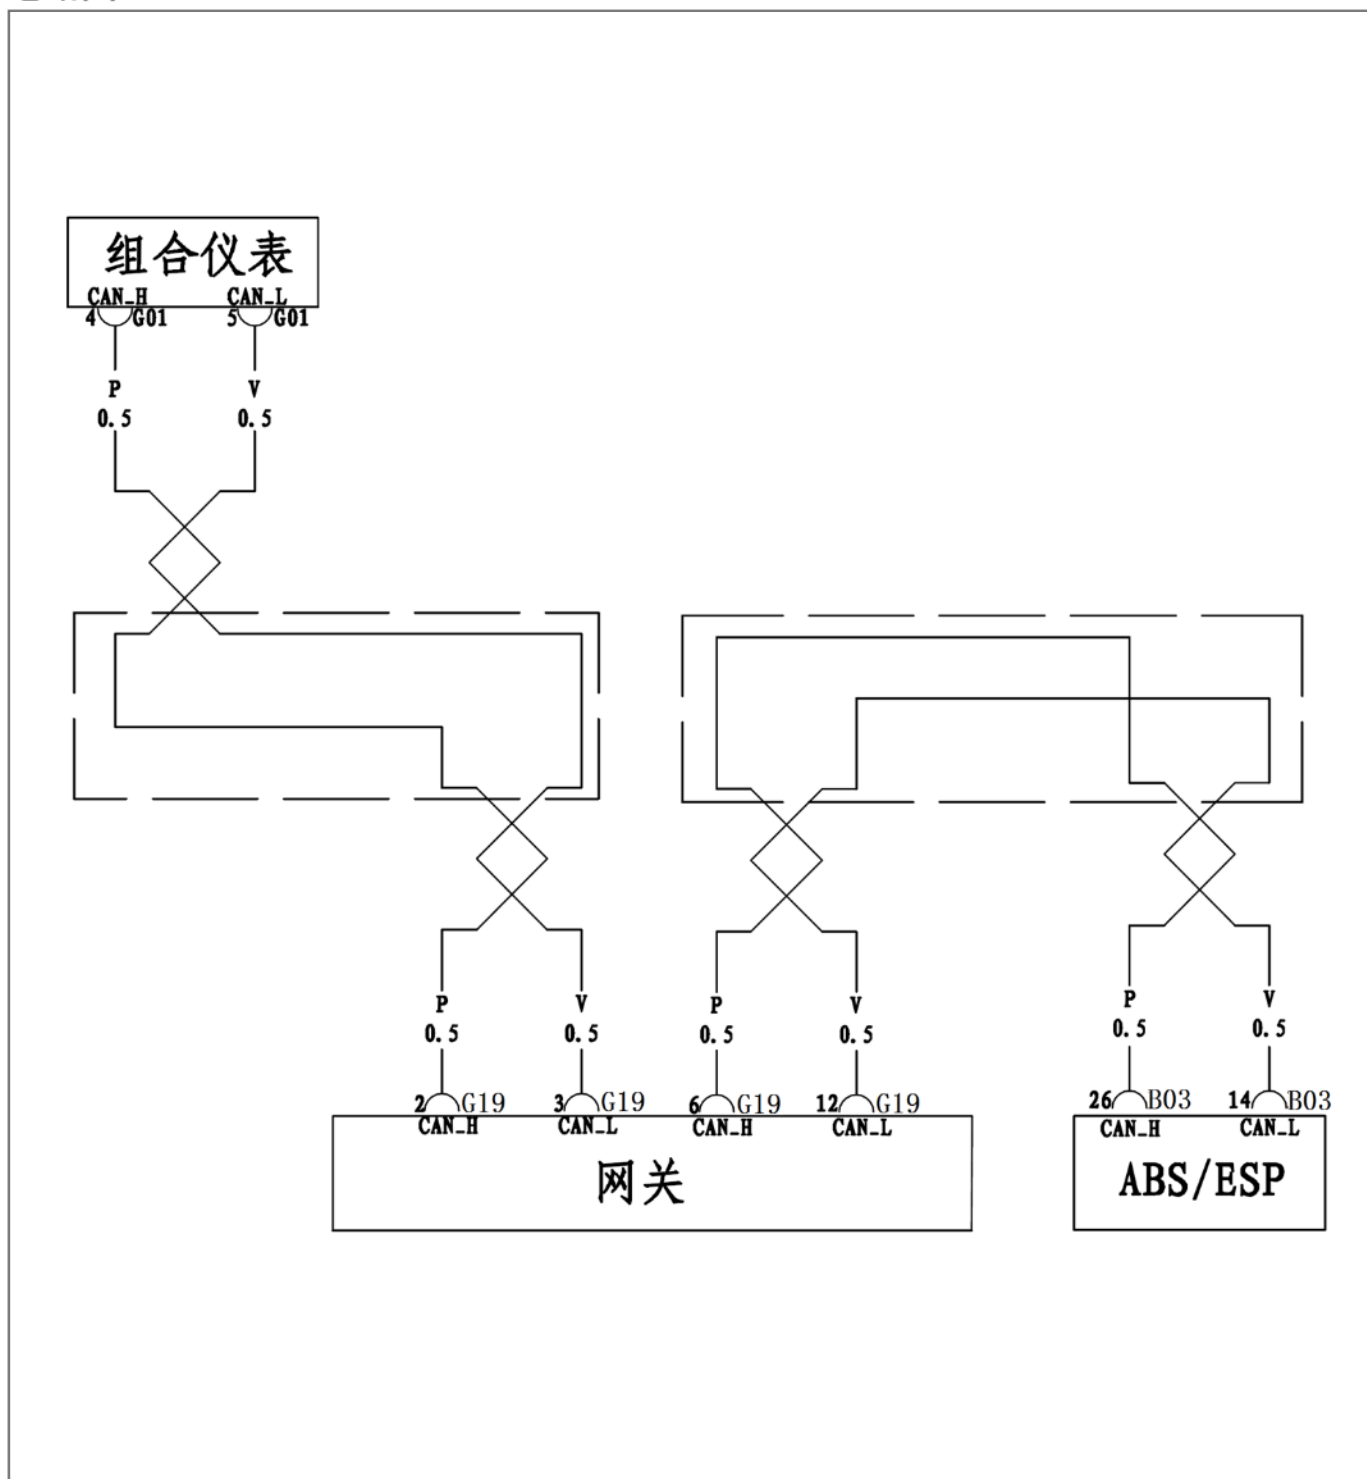 组合仪表
CAN_H CAN_L
4 G01 5 G01
P V
0.5 0.5
P V P V P V
0.5 0.5 0.5 0.5 0.5 0.5
2 G19 3 G19 6 G19 12 G19 26 B03 14 B03
CAN_H CAN_L CAN_H CAN_L CAN_H CAN_L
网关 ABS/ESP